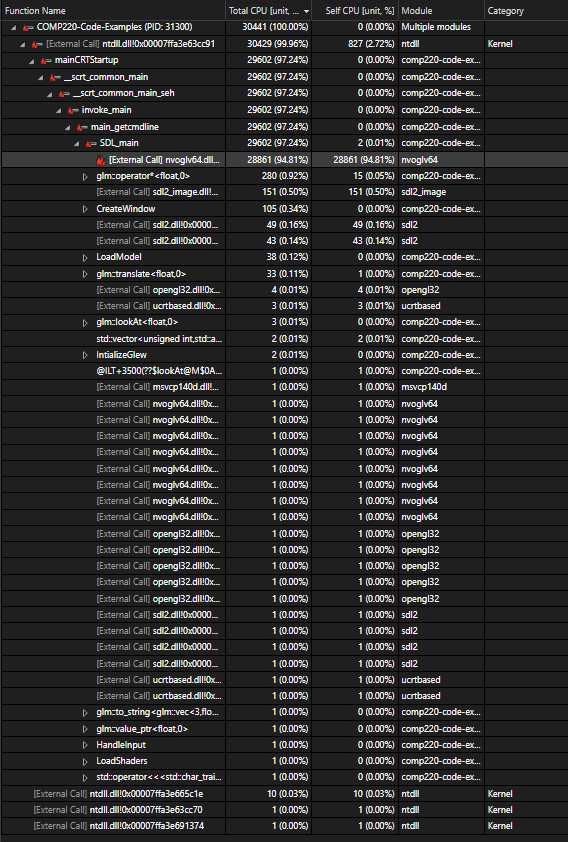 Function Name Total CPU [unit, ... Self CPU [unit, %] Module Category
COMP220-Code-Examples (PID: 31300) 30441 (100.00%) 0 (0.00%) Multiple modules
[External Call] ntdll.dll!0x00007ffa3e63cc91 30429 (99.96%) 827 (2.72%) ntdll Kernel
mainCRTStartup 29602 (97.24%) 0 (0.00%) comp220-code-ex...
__scrt_common_main 29602 (97.24%) 0 (0.00%) comp220-code-ex...
__scrt_common_main_seh 29602 (97.24%) 0 (0.00%) comp220-code-ex...
invoke_main 29602 (97.24%) 0 (0.00%) comp220-code-ex...
main_getcmdline 29602 (97.24%) 0 (0.00%) comp220-code-ex...
SDL_main 29602 (97.24%) 2 (0.01%) comp220-code-ex...
[External Call] nvoglv64.dll... 28861 (94.81%) 28861 (94.81%) nvoglv64
glm::operator*<float,0> 280 (0.92%) 15 (0.05%) comp220-code-ex...
[External Call] sdl2_image.dll!... 151 (0.50%) 151 (0.50%) sdl2_image
CreateWindow 105 (0.34%) 0 (0.00%) comp220-code-ex...
[External Call] sdl2.dll!0x0000... 49 (0.16%) 49 (0.16%) sdl2
[External Call] sdl2.dll!0x0000... 43 (0.14%) 43 (0.14%) sdl2
LoadModel 38 (0.12%) 0 (0.00%) comp220-code-ex...
glm::translate<float,0> 33 (0.11%) 1 (0.00%) comp220-code-ex...
[External Call] opengl32.dll!0x... 4 (0.01%) 4 (0.01%) opengl32
[External Call] ucrtbased.dll!0... 3 (0.01%) 3 (0.01%) ucrtbased
glm::lookAt<float,0> 3 (0.01%) 0 (0.00%) comp220-code-ex...
std::vector<unsigned int,std::a... 2 (0.01%) 2 (0.01%) comp220-code-ex...
IntializeGlew 2 (0.01%) 0 (0.00%) comp220-code-ex...
@ILT+3500(??$lookAt@M$0A... 1 (0.00%) 1 (0.00%) comp220-code-ex...
[External Call] msvcp140d.dll!... 1 (0.00%) 1 (0.00%) msvcp140d
[External Call] nvoglv64.dll!0x... 1 (0.00%) 1 (0.00%) nvoglv64
[External Call] nvoglv64.dll!0x... 1 (0.00%) 1 (0.00%) nvoglv64
[External Call] nvoglv64.dll!0x... 1 (0.00%) 1 (0.00%) nvoglv64
[External Call] nvoglv64.dll!0x... 1 (0.00%) 1 (0.00%) nvoglv64
[External Call] nvoglv64.dll!0x... 1 (0.00%) 1 (0.00%) nvoglv64
[External Call] nvoglv64.dll!0x... 1 (0.00%) 1 (0.00%) nvoglv64
[External Call] nvoglv64.dll!0x... 1 (0.00%) 1 (0.00%) nvoglv64
[External Call] nvoglv64.dll!0x... 1 (0.00%) 1 (0.00%) nvoglv64
[External Call] opengl32.dll!0x... 1 (0.00%) 1 (0.00%) opengl32
[External Call] opengl32.dll!0x... 1 (0.00%) 1 (0.00%) opengl32
[External Call] opengl32.dll!0x... 1 (0.00%) 1 (0.00%) opengl32
[External Call] opengl32.dll!0x... 1 (0.00%) 1 (0.00%) opengl32
[External Call] opengl32.dll!0x... 1 (0.00%) 1 (0.00%) opengl32
[External Call] sdl2.dll!0x0000... 1 (0.00%) 1 (0.00%) sdl2
[External Call] sdl2.dll!0x0000... 1 (0.00%) 1 (0.00%) sdl2
[External Call] sdl2.dll!0x0000... 1 (0.00%) 1 (0.00%) sdl2
[External Call] sdl2.dll!0x0000... 1 (0.00%) 1 (0.00%) sdl2
[External Call] ucrtbased.dll!0... 1 (0.00%) 1 (0.00%) ucrtbased
[External Call] ucrtbased.dll!0... 1 (0.00%) 1 (0.00%) ucrtbased
glm::to_string<glm::vec<3,flo... 1 (0.00%) 0 (0.00%) comp220-code-ex...
glm::value_ptr<float,0> 1 (0.00%) 0 (0.00%) comp220-code-ex...
HandleInput 1 (0.00%) 0 (0.00%) comp220-code-ex...
LoadShaders 1 (0.00%) 0 (0.00%) comp220-code-ex...
std::operator<<<std::char_trai... 1 (0.00%) 0 (0.00%) comp220-code-ex...
[External Call] ntdll.dll!0x00007ffa3e665c1e 10 (0.03%) 10 (0.03%) ntdll Kernel
[External Call] ntdll.dll!0x00007ffa3e63cc70 1 (0.00%) 1 (0.00%) ntdll Kernel
[External Call] ntdll.dll!0x00007ffa3e691374 1 (0.00%) 1 (0.00%) ntdll Kernel